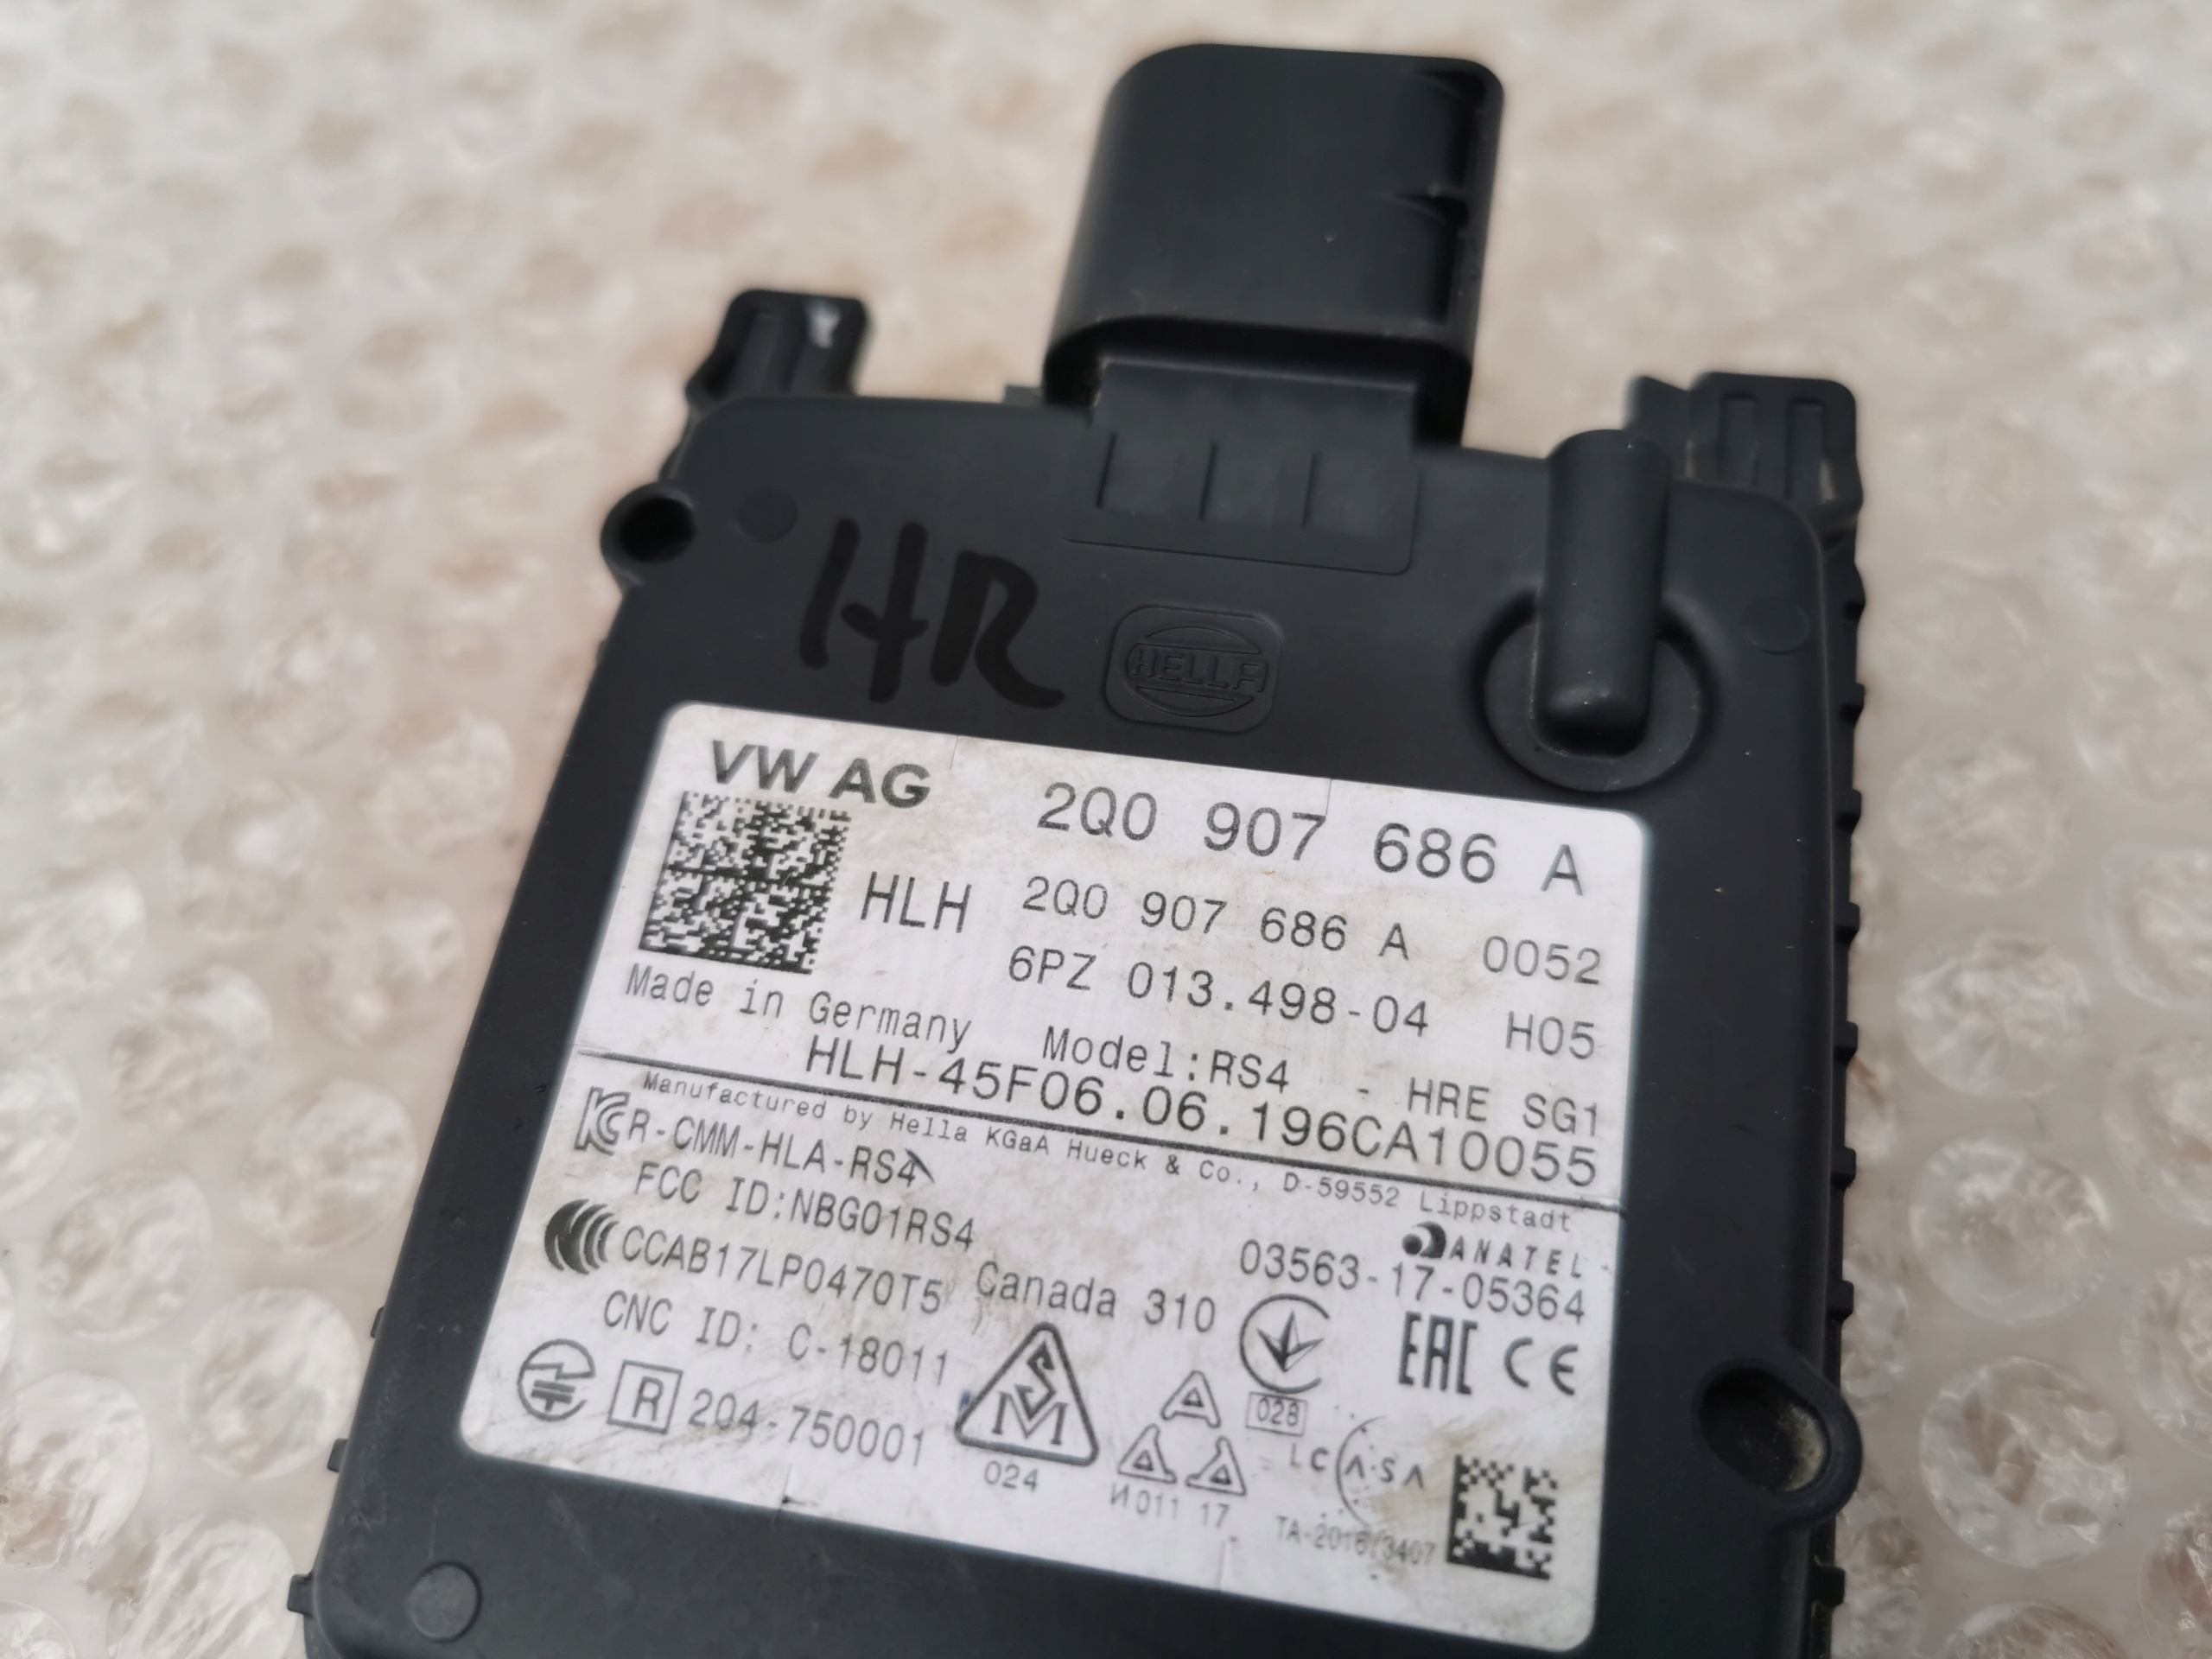 HR
HELLA
VW AG 2Q0 907 686 A
HLH 2Q0 907 686 A 0052
6PZ 013.498-04 H05
Made in Germany Model:RS4 - HRE SG1
HLH-45F06.06.196CA10055
Manufactured by Hella KGaA Hueck & Co., D-59552 Lippstadt
R-CMM-HLA-RS4
ANATEL
FCC ID:NBG01RS4
03563-17-05364
CCAB17LP0470T5 Canada 310
EAC CE
CNC ID: C-18011
028
R 204-750001
SM
024
И011 17
ICASA